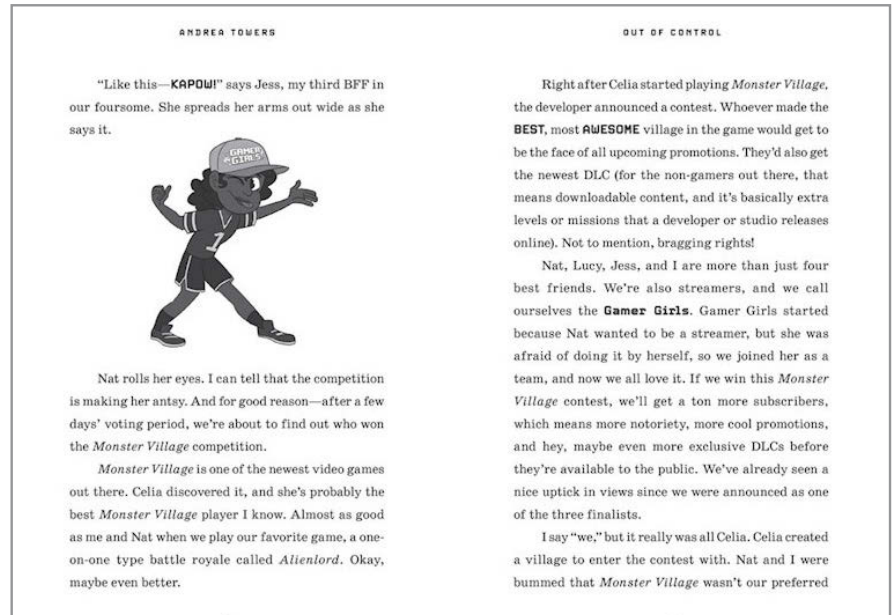 ANDREA TOWERS
“Like this—KAPOW!” says Jess, my third BFF in
our foursome. She spreads her arms out wide as she
says it.
GAMER
GIRLS
1
Nat rolls her eyes. I can tell that the competition
is making her antsy. And for good reason—after a few
days’ voting period, we’re about to find out who won
the Monster Village competition.
Monster Village is one of the newest video games
out there. Celia discovered it, and she’s probably the
best Monster Village player I know. Almost as good
as me and Nat when we play our favorite game, a one-
on-one type battle royale called Alienlord. Okay,
maybe even better.
OUT OF CONTROL
Right after Celia started playing Monster Village,
the developer announced a contest. Whoever made the
BEST, most AWESOME village in the game would get to
be the face of all upcoming promotions. They’d also get
the newest DLC (for the non-gamers out there, that
means downloadable content, and it’s basically extra
levels or missions that a developer or studio releases
online). Not to mention, bragging rights!
Nat, Lucy, Jess, and I are more than just four
best friends. We’re also streamers, and we call
ourselves the Gamer Girls. Gamer Girls started
because Nat wanted to be a streamer, but she was
afraid of doing it by herself, so we joined her as a
team, and now we all love it. If we win this Monster
Village contest, we’ll get a ton more subscribers,
which means more notoriety, more cool promotions,
and hey, maybe even more exclusive DLCs before
they’re available to the public. We’ve already seen a
nice uptick in views since we were announced as one
of the three finalists.
I say “we,” but it really was all Celia. Celia created
a village to enter the contest with. Nat and I were
bummed that Monster Village wasn’t our preferred